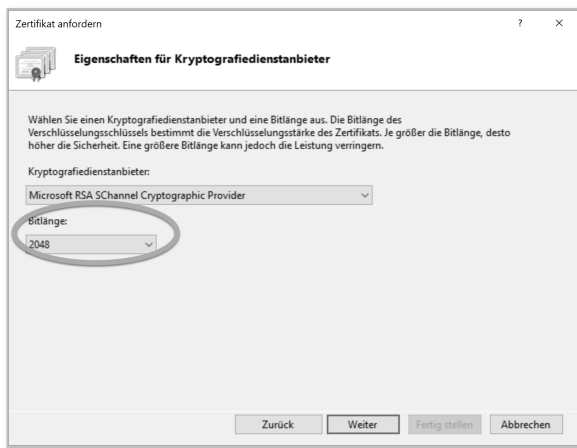 Zertifikat anfordern
Eigenschaften für Kryptografiedienstanbieter
Wählen Sie einen Kryptografiedienstanbieter und eine Bitlänge aus. Die Bitlänge des
Verschlüsselungsschlüssels bestimmt die Verschlüsselungsstärke des Zertifikats. Je größer die Bitlänge, desto
höher die Sicherheit. Eine größere Bitlänge kann jedoch die Leistung verringern.
Kryptografiedienstanbieter:
Microsoft RSA SChannel Cryptographic Provider
Bitlänge:
2048
Zurück Weiter Fertig stellen Abbrechen